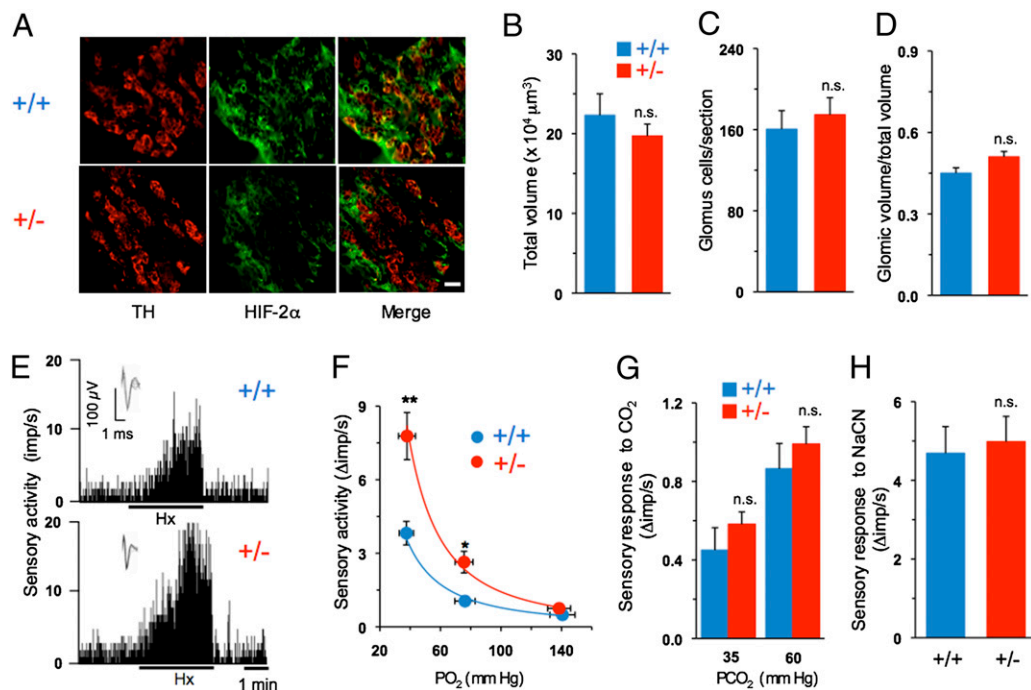 A
+/+
+/-
TH
HIF-2α
Merge
B
+/+
+/-
Total volume (x 10⁴ µm³)
30
20
10
0
n.s.
C
Glomus cells/section
240
160
80
0
n.s.
D
Glomic volume/total volume
0.9
0.6
0.3
0.0
n.s.
E
Sensory activity (imp/s)
20
10
0
100 µV
1 ms
+/+
Hx
20
10
0
+/-
Hx
1 min
F
Sensory activity (Δimp/s)
9
6
3
0
**
*
+/+
+/-
20
60
100
140
PO₂ (mm Hg)
G
+/+
+/-
Sensory response to CO₂
(Δimp/s)
1.2
0.8
0.4
0.0
n.s.
n.s.
35
60
PCO₂ (mm Hg)
H
Sensory response to NaCN
(Δimp/s)
6
4
2
0
n.s.
+/+
+/-